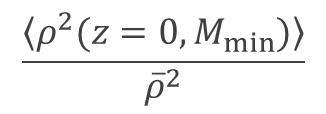 ⟨ρ²(z = 0, M_min)⟩
ρ̄²